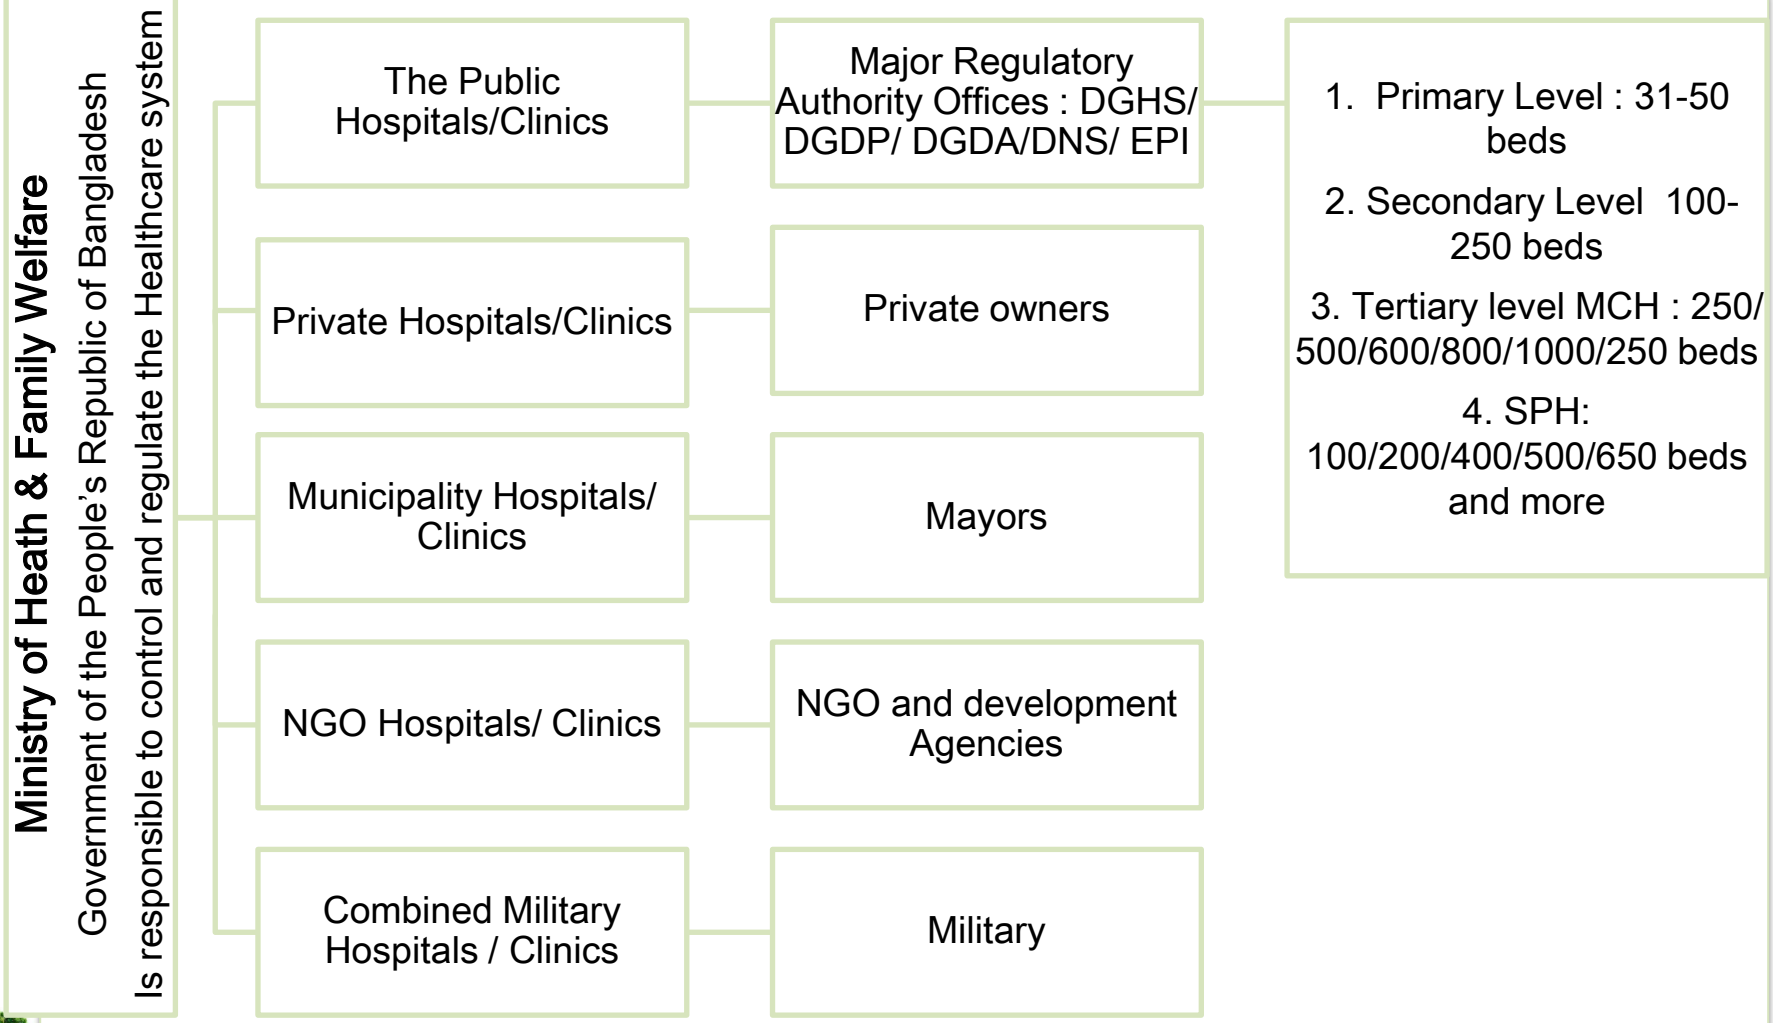 Ministry of Heath & Family Welfare
Government of the People’s Republic of Bangladesh
Is responsible to control and regulate the Healthcare system
The Public
Hospitals/Clinics
Major Regulatory
Authority Offices : DGHS/
DGDP/ DGDA/DNS/ EPI
1. Primary Level : 31-50
beds
2. Secondary Level 100-
250 beds
3. Tertiary level MCH : 250/
500/600/800/1000/250 beds
4. SPH:
100/200/400/500/650 beds
and more
Private Hospitals/Clinics
Private owners
Municipality Hospitals/
Clinics
Mayors
NGO Hospitals/ Clinics
NGO and development
Agencies
Combined Military
Hospitals / Clinics
Military